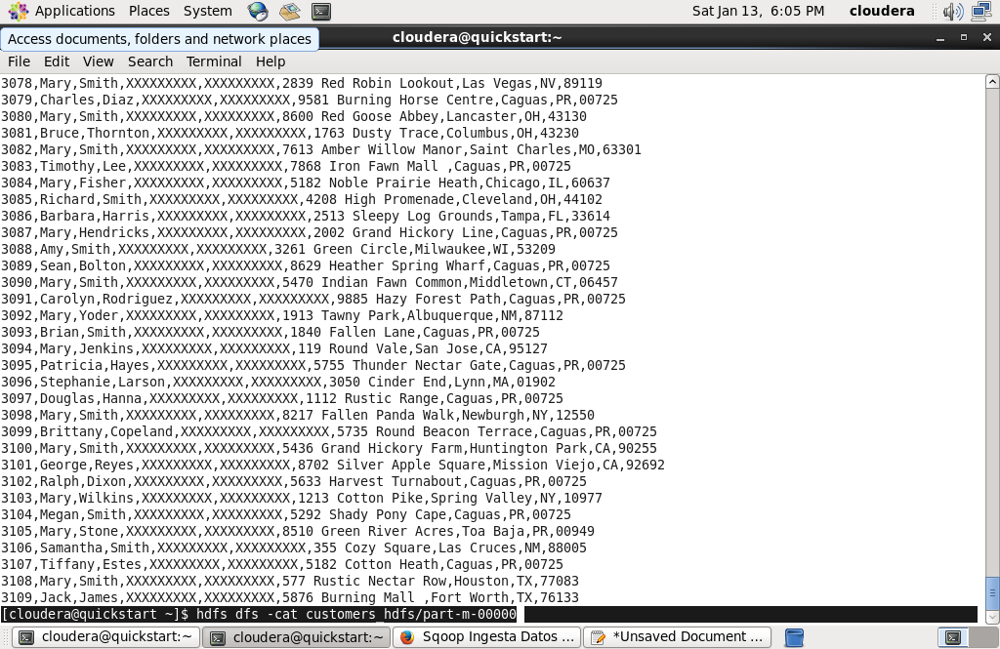 Applications Places System Sat Jan 13, 6:05 PM cloudera
Access documents, folders and network places
cloudera@quickstart:~
File Edit View Search Terminal Help
3078,Mary,Smith,XXXXXXXXX,XXXXXXXXX,2839 Red Robin Lookout,Las Vegas,NV,89119
3079,Charles,Diaz,XXXXXXXXX,XXXXXXXXX,9581 Burning Horse Centre,Caguas,PR,00725
3080,Mary,Smith,XXXXXXXXX,XXXXXXXXX,8600 Red Goose Abbey,Lancaster,OH,43130
3081,Bruce,Thornton,XXXXXXXXX,XXXXXXXXX,1763 Dusty Trace,Columbus,OH,43230
3082,Mary,Smith,XXXXXXXXX,XXXXXXXXX,7613 Amber Willow Manor,Saint Charles,MO,63301
3083,Timothy,Lee,XXXXXXXXX,XXXXXXXXX,7868 Iron Fawn Mall ,Caguas,PR,00725
3084,Mary,Fisher,XXXXXXXXX,XXXXXXXXX,5182 Noble Prairie Heath,Chicago,IL,60637
3085,Richard,Smith,XXXXXXXXX,XXXXXXXXX,4208 High Promenade,Cleveland,OH,44102
3086,Barbara,Harris,XXXXXXXXX,XXXXXXXXX,2513 Sleepy Log Grounds,Tampa,FL,33614
3087,Mary,Hendricks,XXXXXXXXX,XXXXXXXXX,2002 Grand Hickory Line,Caguas,PR,00725
3088,Amy,Smith,XXXXXXXXX,XXXXXXXXX,3261 Green Circle,Milwaukee,WI,53209
3089,Sean,Bolton,XXXXXXXXX,XXXXXXXXX,8629 Heather Spring Wharf,Caguas,PR,00725
3090,Mary,Smith,XXXXXXXXX,XXXXXXXXX,5470 Indian Fawn Common,Middletown,CT,06457
3091,Carolyn,Rodriguez,XXXXXXXXX,XXXXXXXXX,9885 Hazy Forest Path,Caguas,PR,00725
3092,Mary,Yoder,XXXXXXXXX,XXXXXXXXX,1913 Tawny Park,Albuquerque,NM,87112
3093,Brian,Smith,XXXXXXXXX,XXXXXXXXX,1840 Fallen Lane,Caguas,PR,00725
3094,Mary,Jenkins,XXXXXXXXX,XXXXXXXXX,119 Round Vale,San Jose,CA,95127
3095,Patricia,Hayes,XXXXXXXXX,XXXXXXXXX,5755 Thunder Nectar Gate,Caguas,PR,00725
3096,Stephanie,Larson,XXXXXXXXX,XXXXXXXXX,3050 Cinder End,Lynn,MA,01902
3097,Douglas,Hanna,XXXXXXXXX,XXXXXXXXX,1112 Rustic Range,Caguas,PR,00725
3098,Mary,Smith,XXXXXXXXX,XXXXXXXXX,8217 Fallen Panda Walk,Newburgh,NY,12550
3099,Brittany,Copeland,XXXXXXXXX,XXXXXXXXX,5735 Round Beacon Terrace,Caguas,PR,00725
3100,Mary,Smith,XXXXXXXXX,XXXXXXXXX,5436 Grand Hickory Farm,Huntington Park,CA,90255
3101,George,Reyes,XXXXXXXXX,XXXXXXXXX,8702 Silver Apple Square,Mission Viejo,CA,92692
3102,Ralph,Dixon,XXXXXXXXX,XXXXXXXXX,5633 Harvest Turnabout,Caguas,PR,00725
3103,Mary,Wilkins,XXXXXXXXX,XXXXXXXXX,1213 Cotton Pike,Spring Valley,NY,10977
3104,Megan,Smith,XXXXXXXXX,XXXXXXXXX,5292 Shady Pony Cape,Caguas,PR,00725
3105,Mary,Stone,XXXXXXXXX,XXXXXXXXX,8510 Green River Acres,Toa Baja,PR,00949
3106,Samantha,Smith,XXXXXXXXX,XXXXXXXXX,355 Cozy Square,Las Cruces,NM,88005
3107,Tiffany,Estes,XXXXXXXXX,XXXXXXXXX,5182 Cotton Heath,Caguas,PR,00725
3108,Mary,Smith,XXXXXXXXX,XXXXXXXXX,577 Rustic Nectar Row,Houston,TX,77083
3109,Jack,James,XXXXXXXXX,XXXXXXXXX,5876 Burning Mall ,Fort Worth,TX,76133
[cloudera@quickstart ~]$ hdfs dfs -cat customers_hdfs/part-m-00000
cloudera@quickstart:~ cloudera@quickstart:~ Sqoop Ingesta Datos ... *Unsaved Document ...